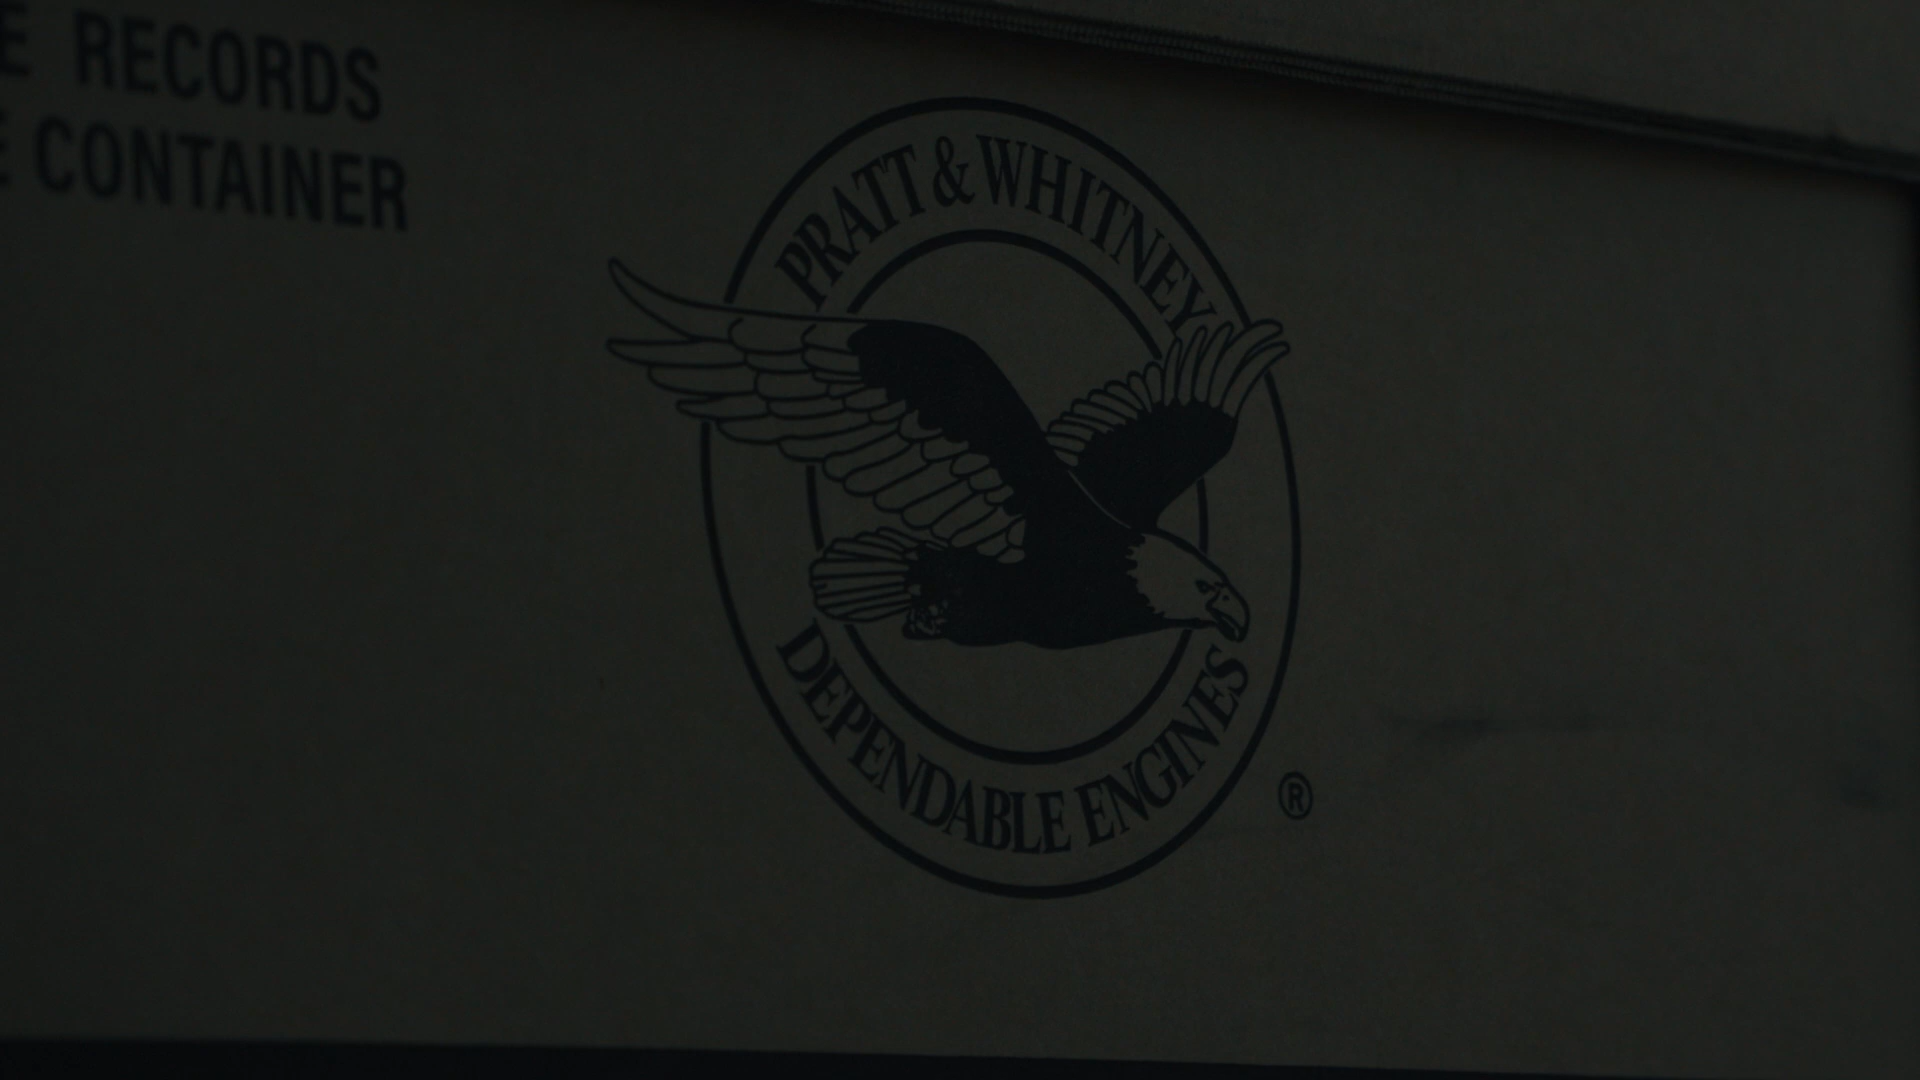 RECORDS
CONTAINER
PRATT & WHITNEY
DEPENDABLE ENGINES
®